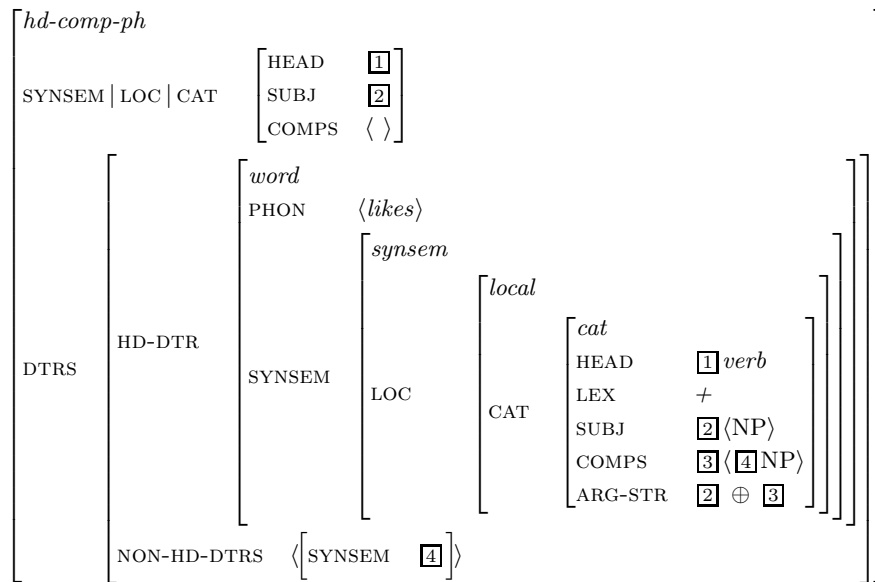 hd-comp-ph
SYNSEM | LOC | CAT
HEAD 1
SUBJ 2
COMPS ⟨ ⟩
DTRS
HD-DTR
word
PHON ⟨likes⟩
SYNSEM
synsem
LOC
local
CAT
cat
HEAD 1 verb
LEX +
SUBJ 2 ⟨NP⟩
COMPS 3 ⟨ 4 NP⟩
ARG-STR 2 ⊕ 3
NON-HD-DTRS ⟨[SYNSEM 4]⟩